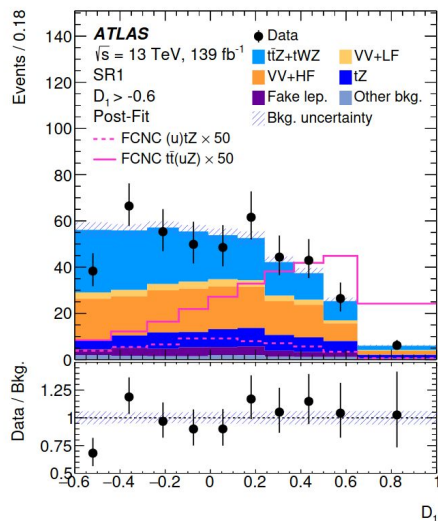 Events / 0.18
140
120
100
80
60
40
20
0
ATLAS
√s = 13 TeV, 139 fb⁻¹
SR1
D₁ > -0.6
Post-Fit
FCNC (u)tZ × 50
FCNC tt̄(uZ) × 50
Data
tt̄Z+tWZ
VV+LF
VV+HF
tZ
Fake lep.
Other bkg.
Bkg. uncertainty
Data / Bkg.
1.25
1
0.75
0.5
−0.6 −0.4 −0.2 0 0.2 0.4 0.6 0.8 1
D₁